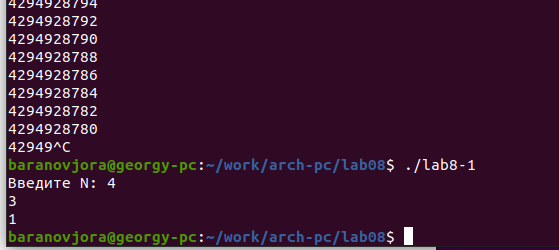 4294928794
4294928792
4294928790
4294928788
4294928786
4294928784
4294928782
4294928780
42949^C
baranovjora@georgy-pc:~/work/arch-pc/lab08$ ./lab8-1
Введите N: 4
3
1
baranovjora@georgy-pc:~/work/arch-pc/lab08$